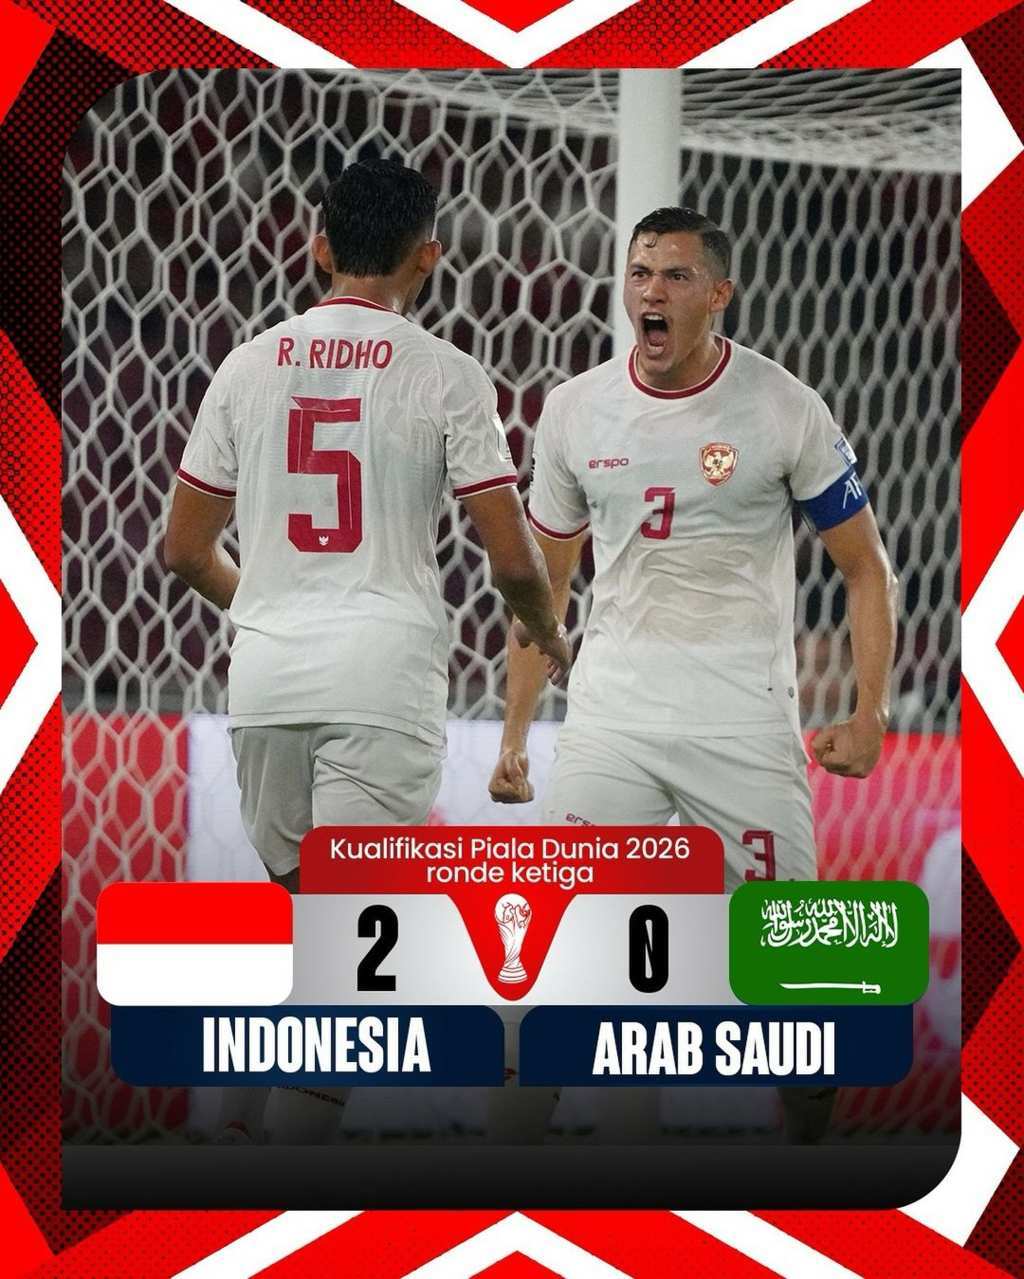 R. RIDHO
5
erspo
3
3
Kualifikasi Piala Dunia 2026
ronde ketiga
2
0
لا إله إلا الله محمد رسول الله
INDONESIA
ARAB SAUDI